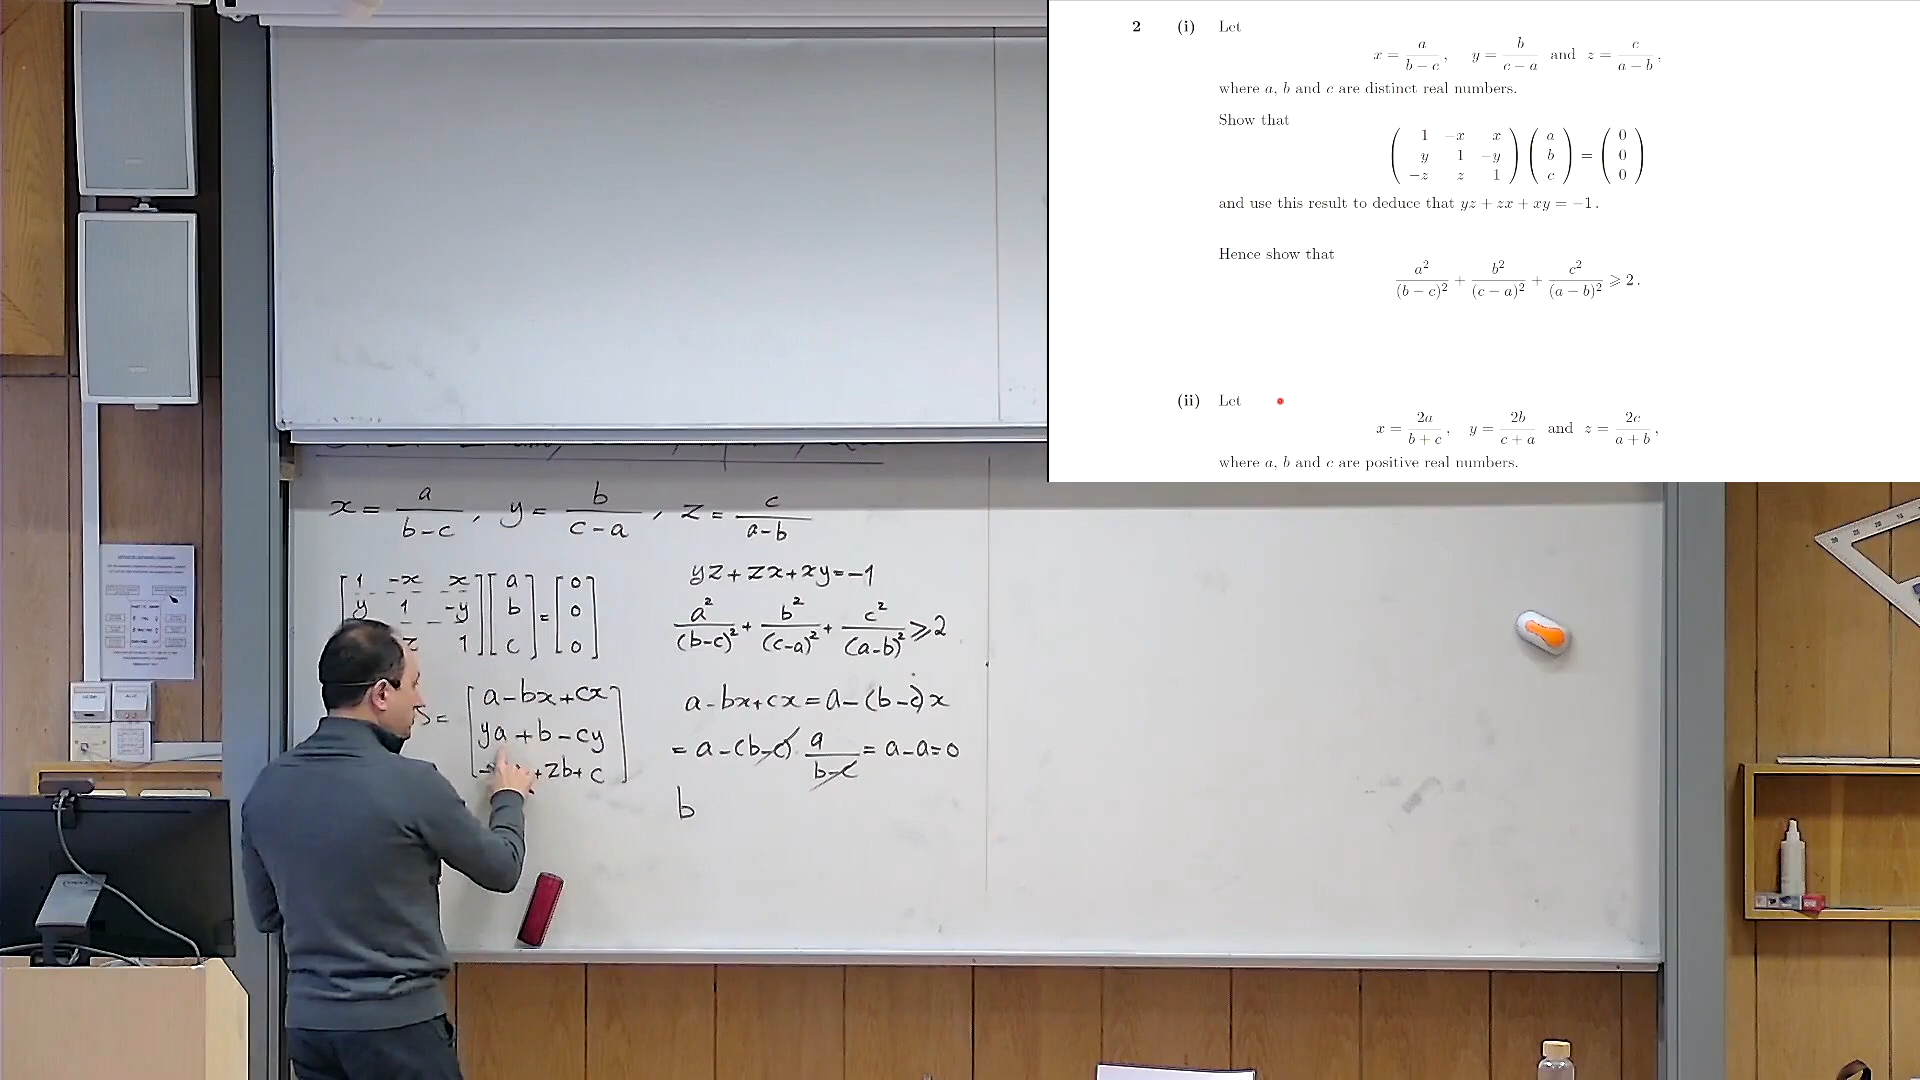 2 (i) Let
x = a/(b − c), y = b/(c − a) and z = c/(a − b),
where a, b and c are distinct real numbers.
Show that
( 1 −x x ; y 1 −y ; −z z 1 ) ( a ; b ; c ) = ( 0 ; 0 ; 0 )
and use this result to deduce that yz + zx + xy = −1.
Hence show that
a²/(b − c)² + b²/(c − a)² + c²/(a − b)² ⩾ 2.
(ii) Let
x = 2a/(b + c), y = 2b/(c + a) and z = 2c/(a + b),
where a, b and c are positive real numbers.
x = a/(b−c), y = b/(c−a), z = c/(a−b)
[ 1 −x x ; y 1 −y ; z 1 ] [ a ; b ; c ] = [ 0 ; 0 ; 0 ]
= [ a−bx+cx ; ya+b−cy ; +zb+c ]
yz+zx+xy=−1
a²/(b−c)² + b²/(c−a)² + c²/(a−b)² ⩾ 2
a−bx+cx = a−(b−c)x
= a−(b−c) · a/(b−c) = a−a=0
b